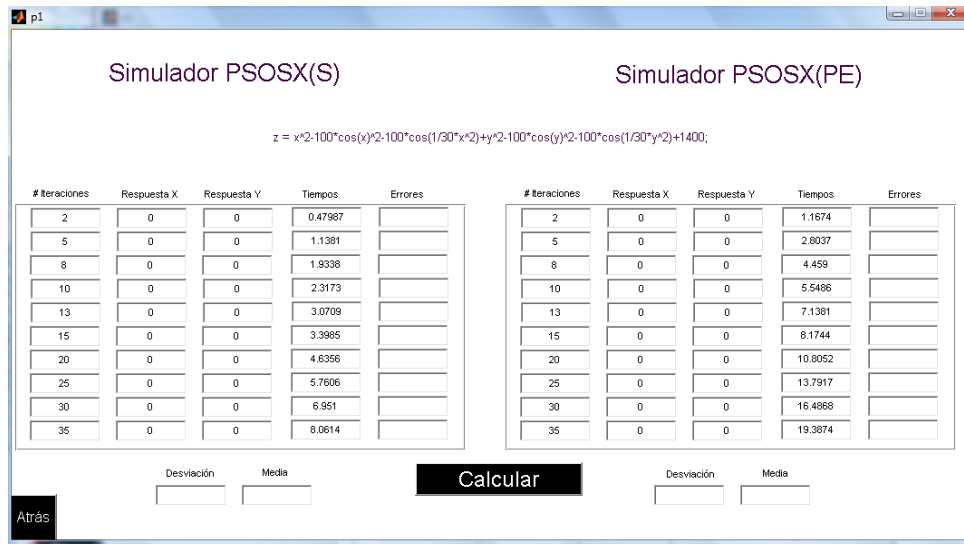 p1
Simulador PSOSX(S) Simulador PSOSX(PE)
z = x^2-100*cos(x)^2-100*cos(1/30*x^2)+y^2-100*cos(y)^2-100*cos(1/30*y^2)+1400;
# Iteraciones Respuesta X Respuesta Y Tiempos Errores # Iteraciones Respuesta X Respuesta Y Tiempos Errores
2 0 0 0.47987 2 0 0 1.1674
5 0 0 1.1381 5 0 0 2.8037
8 0 0 1.9338 8 0 0 4.459
10 0 0 2.3173 10 0 0 5.5486
13 0 0 3.0709 13 0 0 7.1381
15 0 0 3.3985 15 0 0 8.1744
20 0 0 4.6356 20 0 0 10.8052
25 0 0 5.7606 25 0 0 13.7917
30 0 0 6.951 30 0 0 16.4868
35 0 0 8.0614 35 0 0 19.3874
Desviación Media Calcular Desviación Media
Atrás